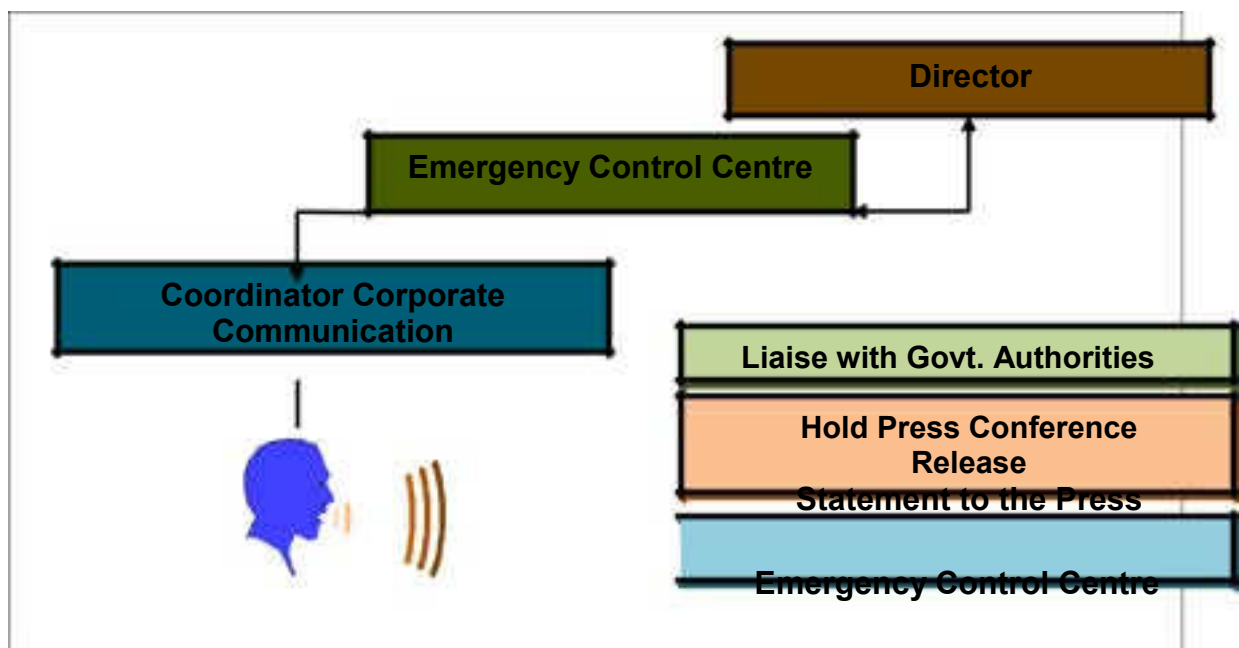 Director
Emergency Control Centre
Coordinator Corporate
Communication
Liaise with Govt. Authorities
Hold Press Conference
Release
Statement to the Press
Emergency Control Centre